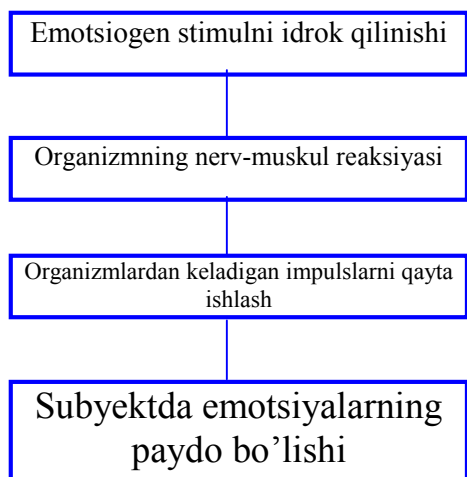 Emotsiogen stimulni idrok qilinishi
Organizmning nerv-muskul reaksiyasi
Organizmlardan keladigan impulslarni qayta
ishlash
Subyektda emotsiyalarning
paydo bo’lishi